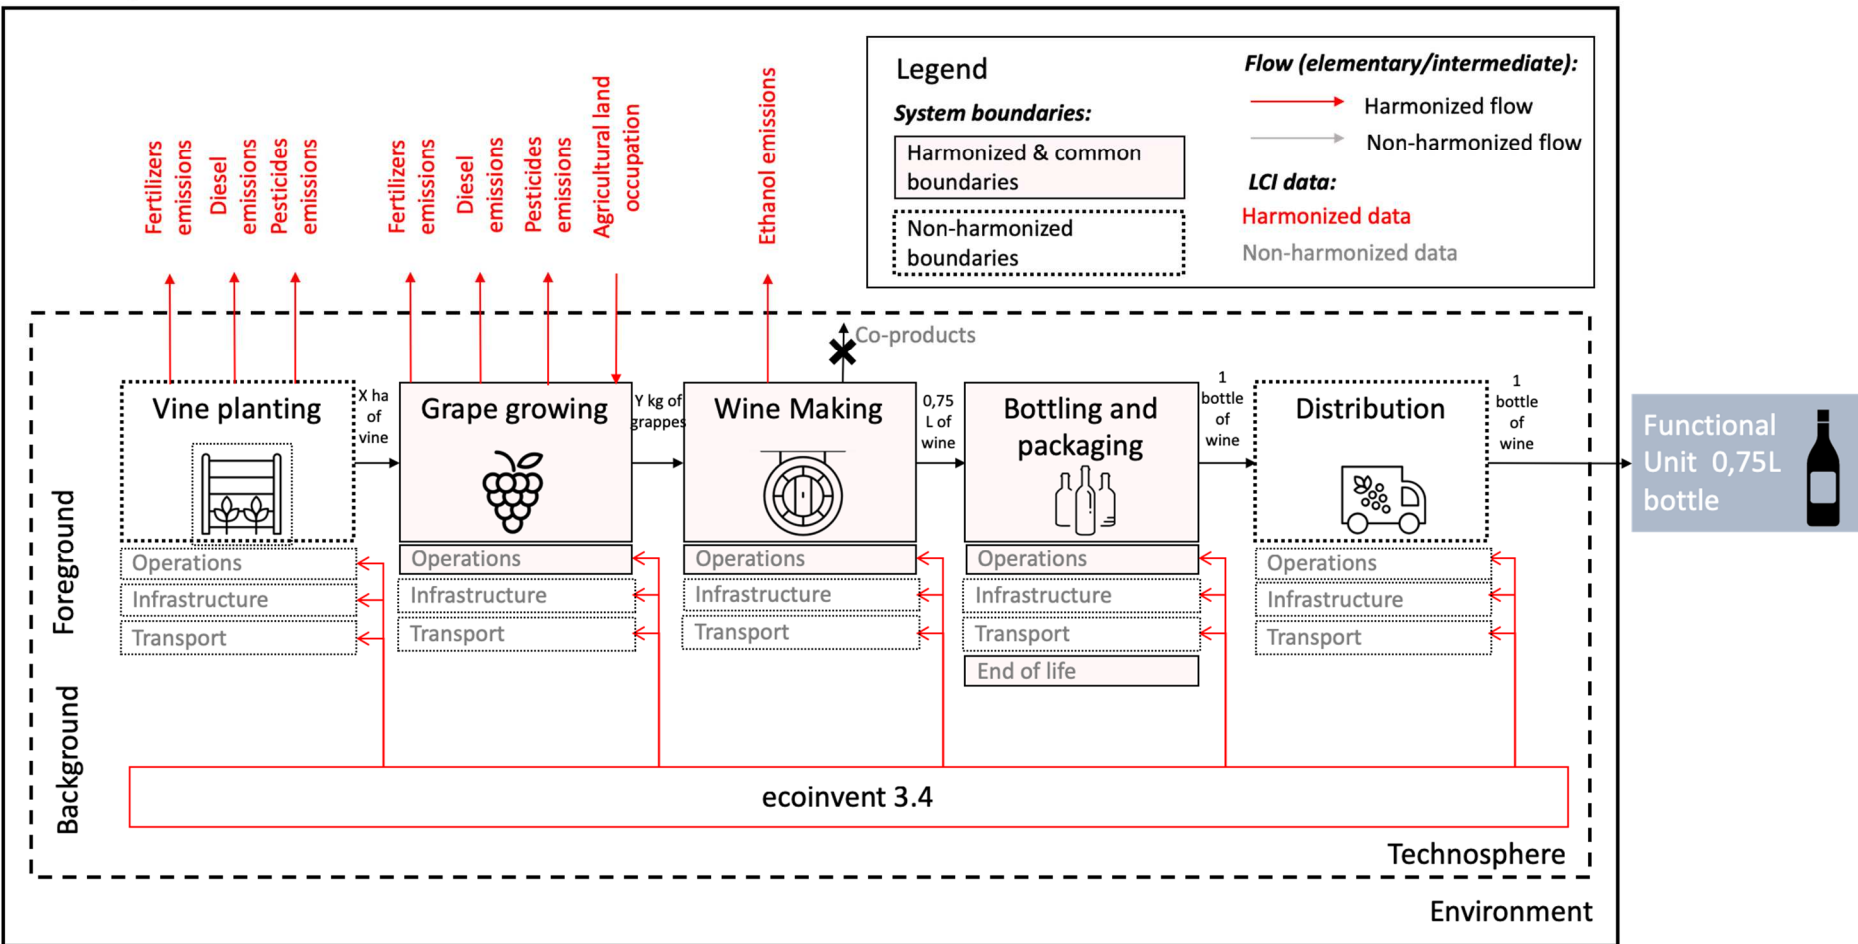 Legend
System boundaries:
Harmonized & common
boundaries
Non-harmonized
boundaries
Flow (elementary/intermediate):
Harmonized flow
Non-harmonized flow
LCI data:
Harmonized data
Non-harmonized data
Fertilizers
emissions
Diesel
emissions
Pesticides
emissions
Fertilizers
emissions
Diesel
emissions
Pesticides
emissions
Agricultural land
occupation
Ethanol emissions
Co-products
Vine planting
X ha
of
vine
Grape growing
Y kg of
grappes
Wine Making
0,75
L of
wine
Bottling and
packaging
1
bottle
of
wine
Distribution
1
bottle
of
wine
Functional
Unit 0,75L
bottle
Foreground
Operations
Infrastructure
Transport
Operations
Infrastructure
Transport
Operations
Infrastructure
Transport
Operations
Infrastructure
Transport
End of life
Operations
Infrastructure
Transport
Background
ecoinvent 3.4
Technosphere
Environment